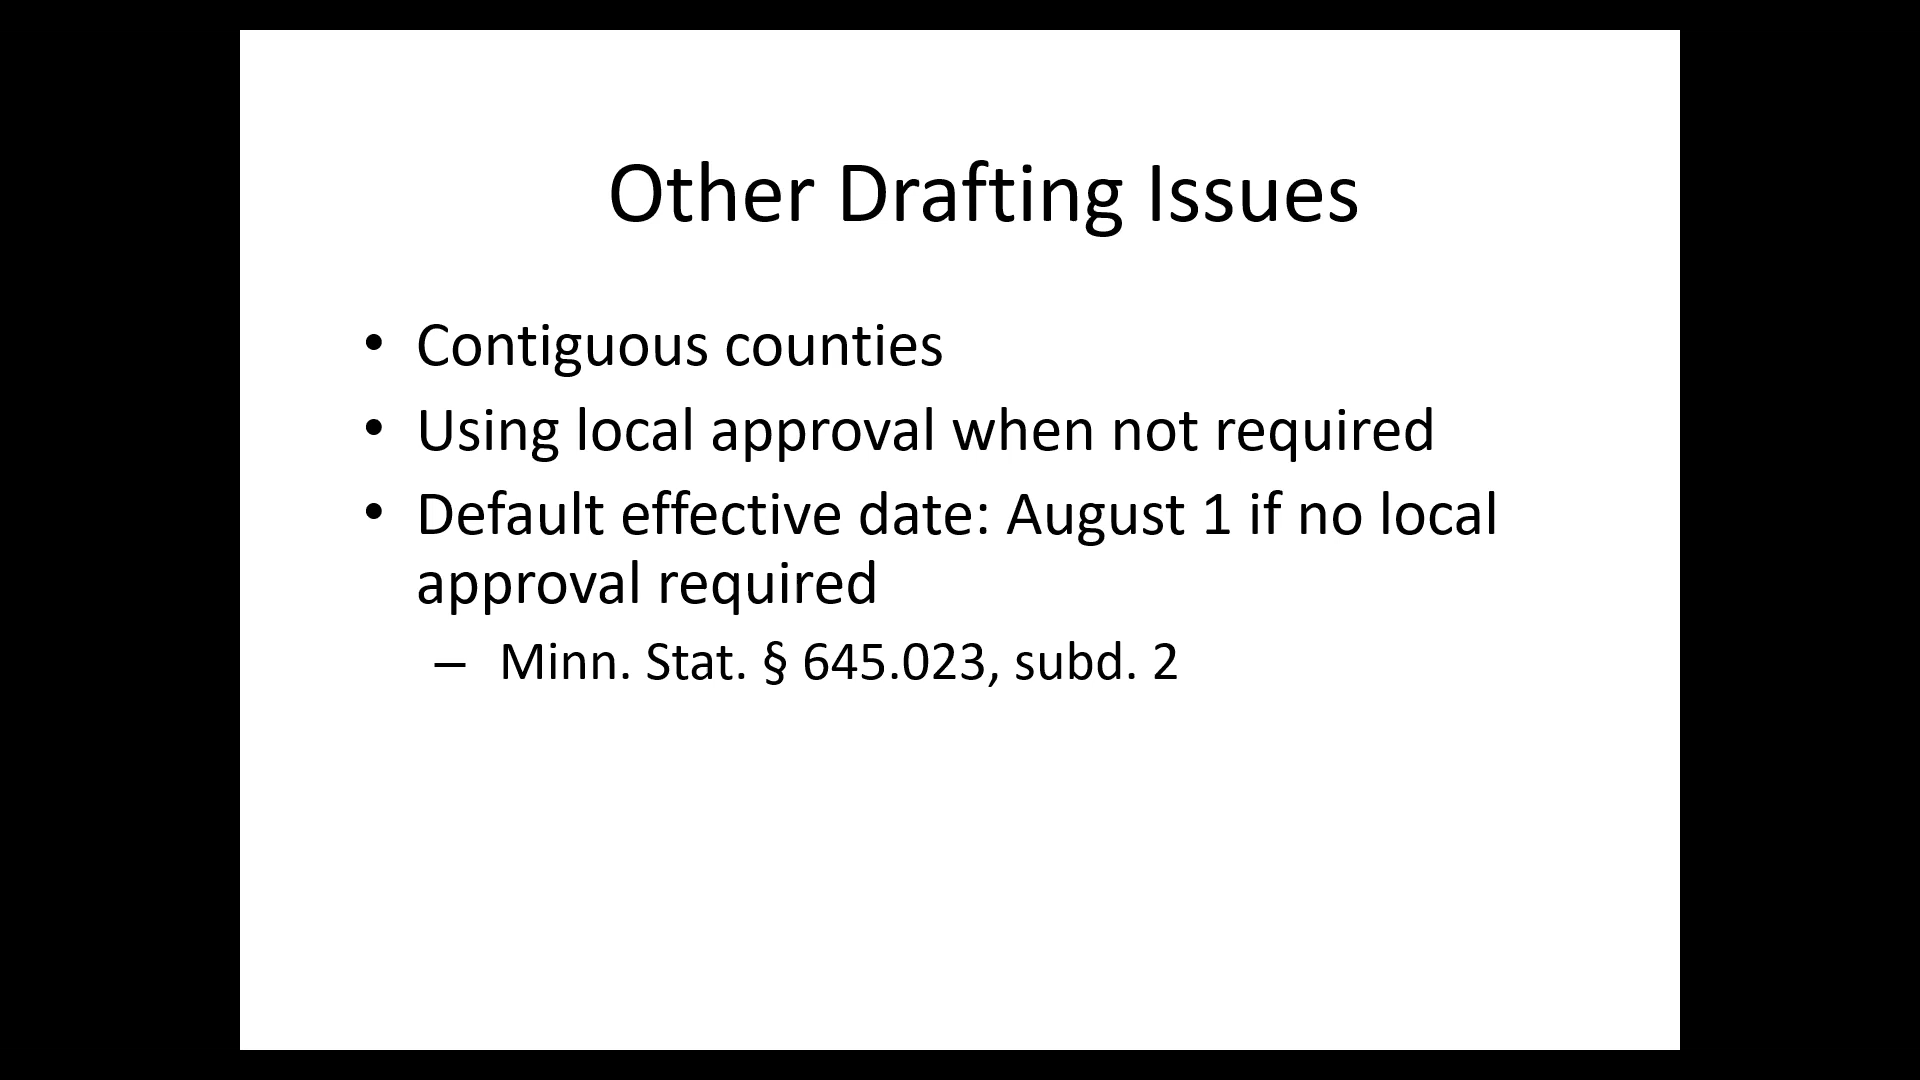 Other Drafting Issues
• Contiguous counties
• Using local approval when not required
• Default effective date: August 1 if no local
approval required
– Minn. Stat. § 645.023, subd. 2